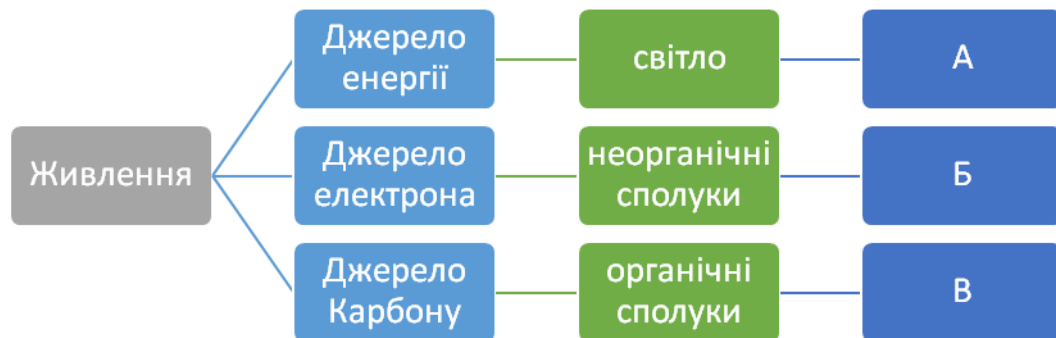 Живлення
Джерело
енергії
світло
А
Джерело
електрона
неорганічні
сполуки
Б
Джерело
Карбону
органічні
сполуки
В